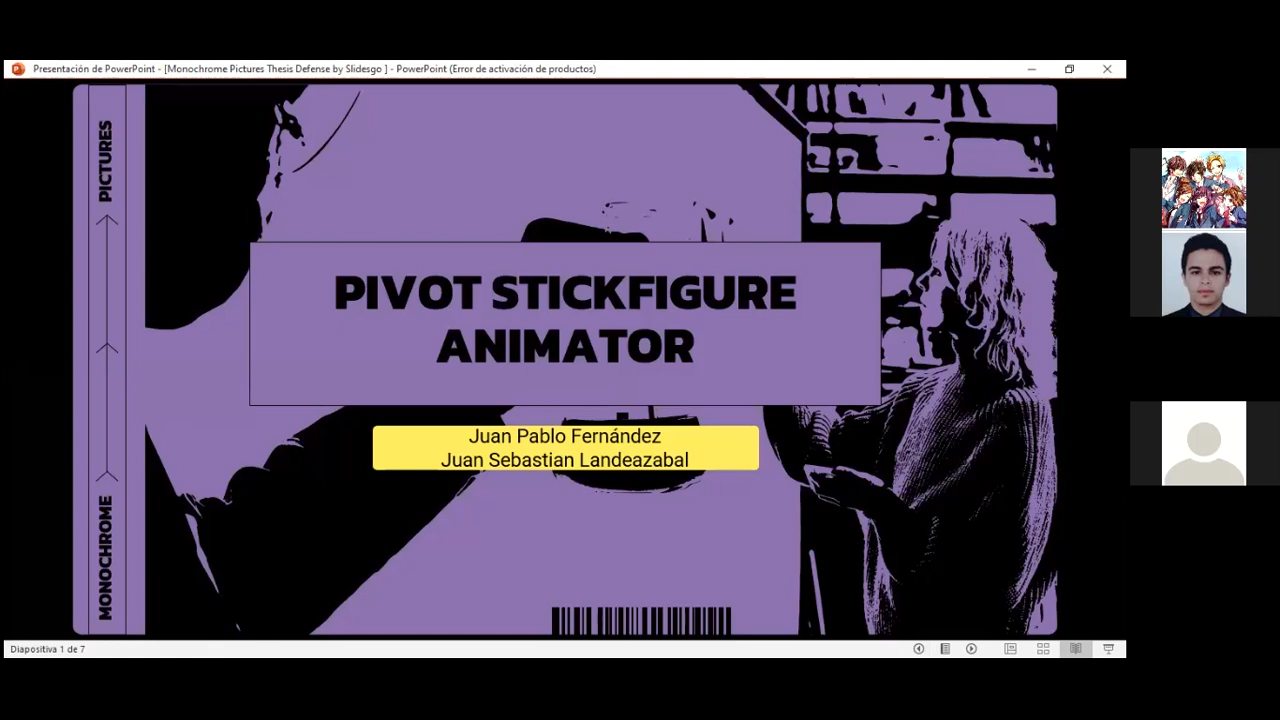 Presentación de PowerPoint - [Monochrome Pictures Thesis Defense by Slidesgo ] - PowerPoint (Error de activación de productos)
PICTURES
MONOCHROME
PIVOT STICKFIGURE
ANIMATOR
Juan Pablo Fernández
Juan Sebastian Landeazabal
Diapositiva 1 de 7